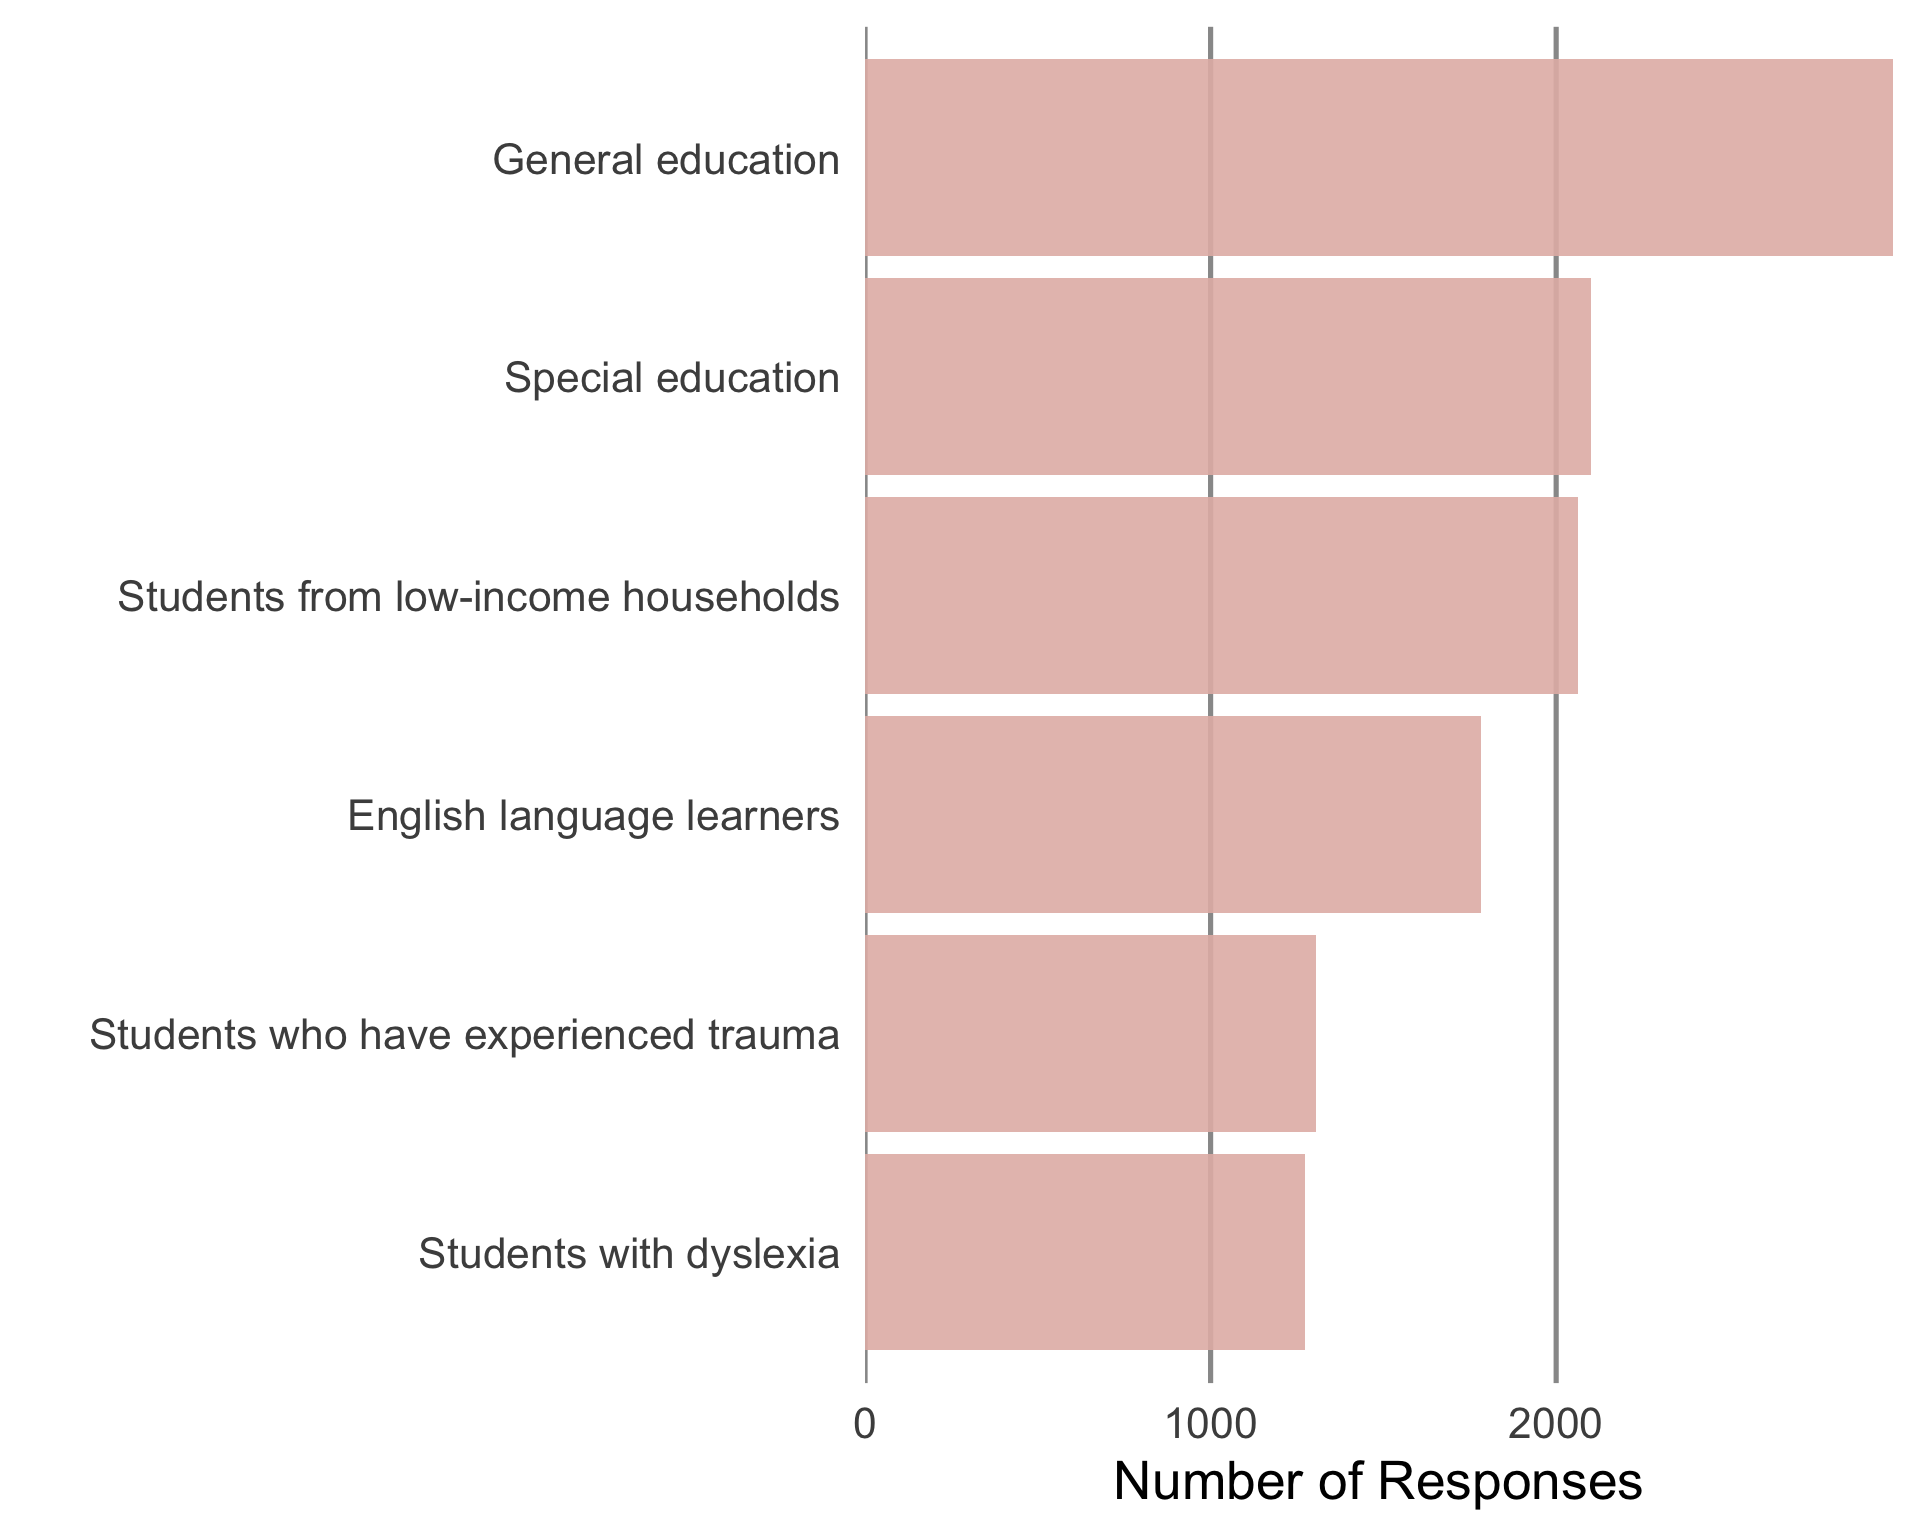 General education
Special education
Students from low-income households
English language learners
Students who have experienced trauma
Students with dyslexia
0 1000 2000
Number of Responses